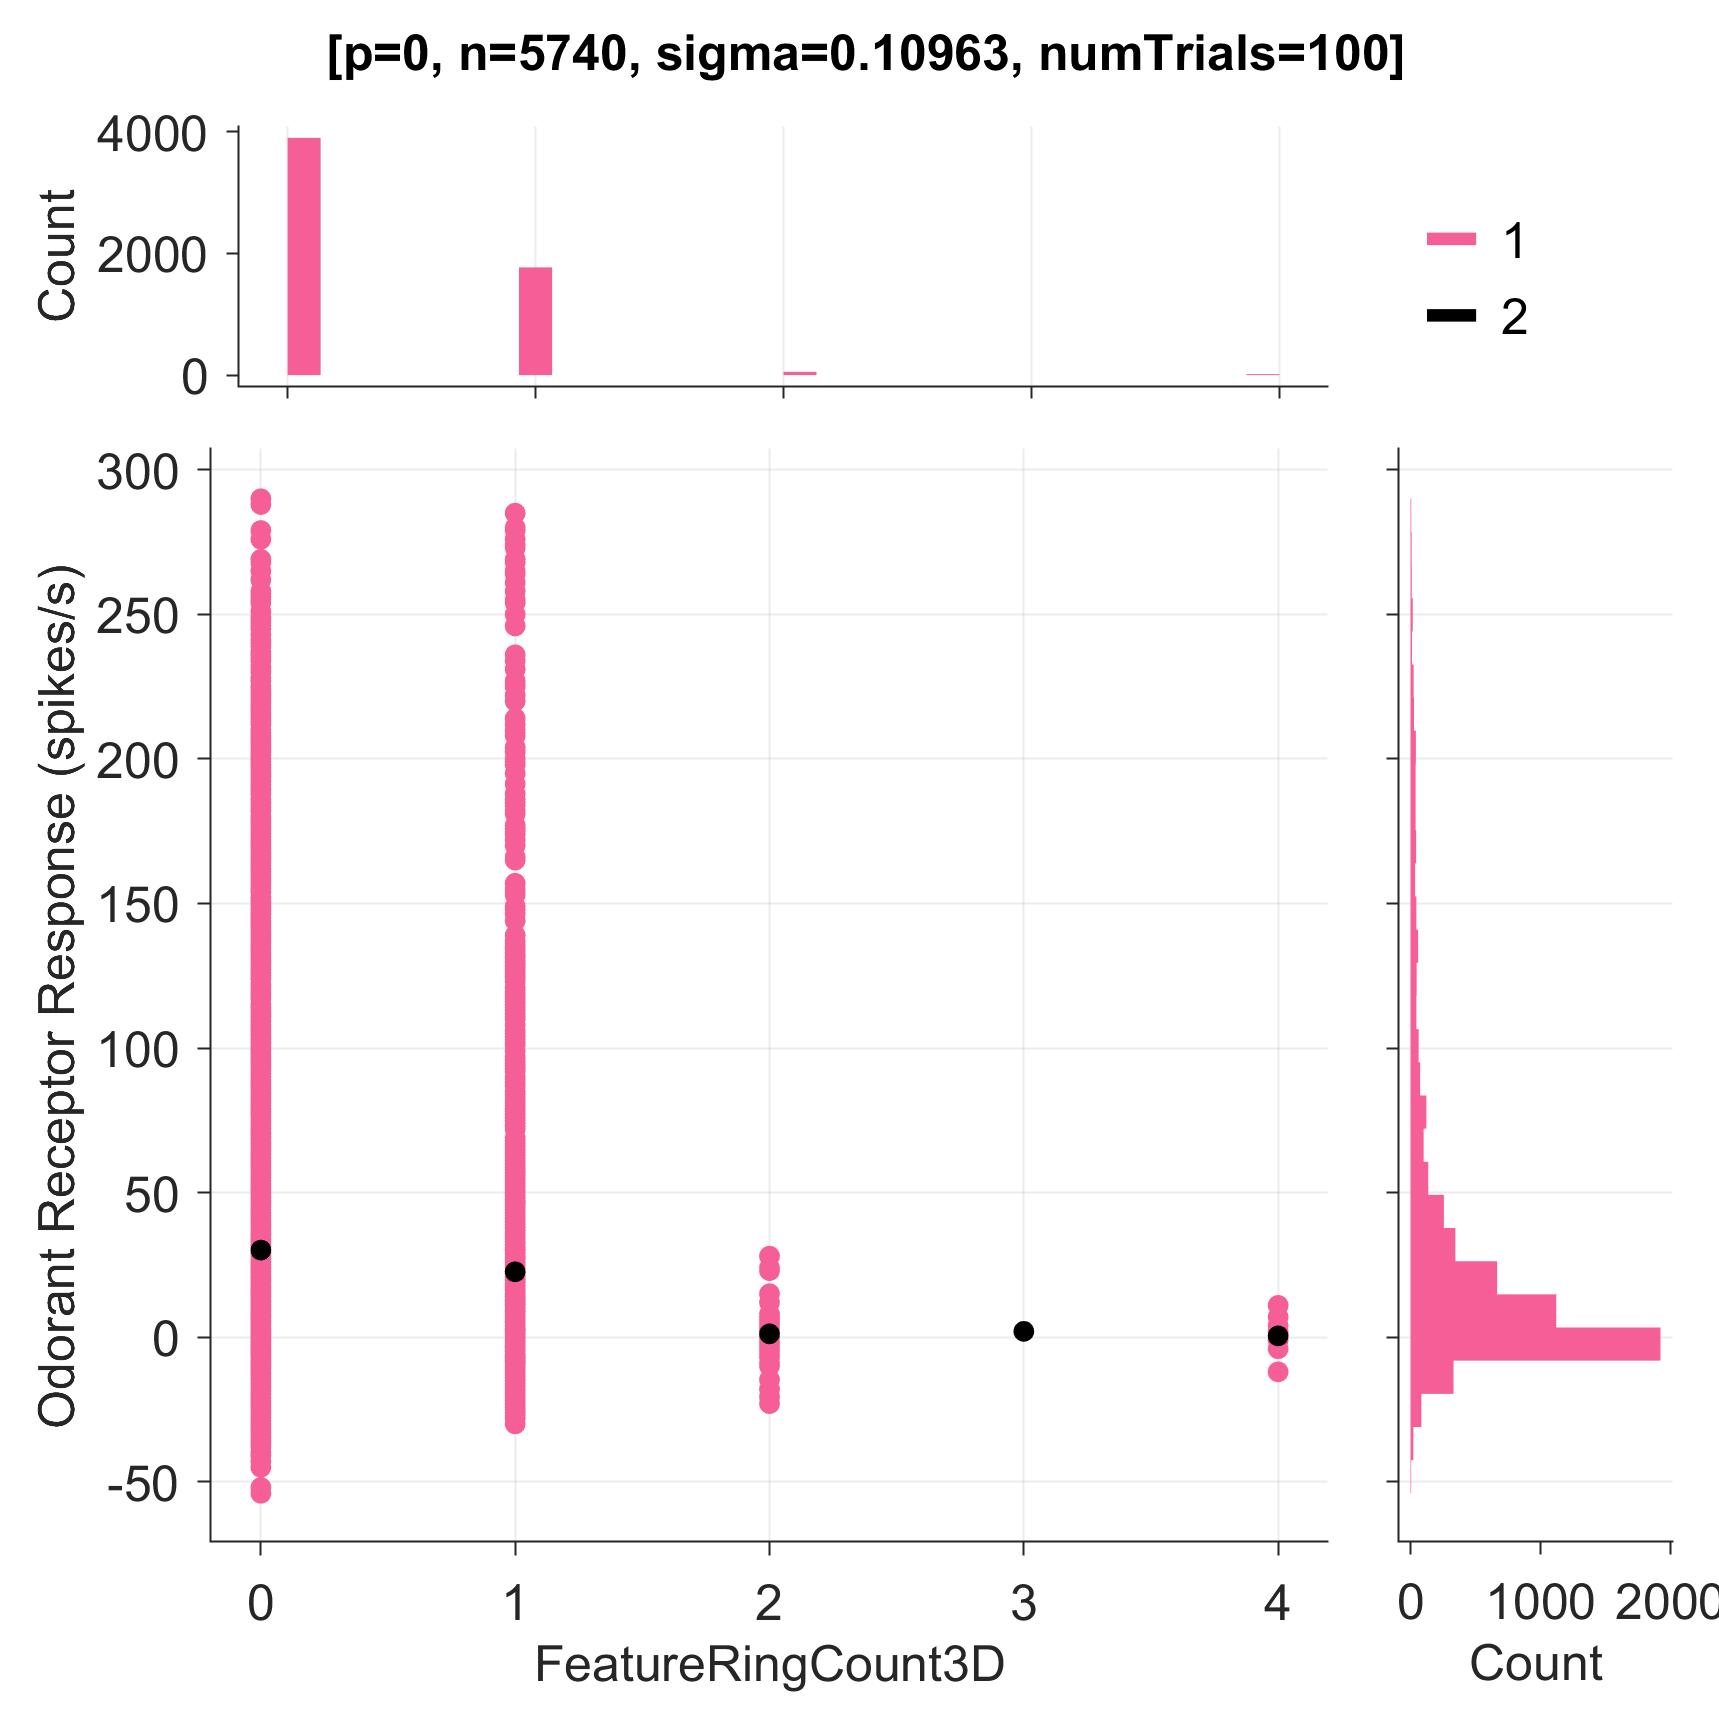 [p=0, n=5740, sigma=0.10963, numTrials=100]
4000
2000
0
Count
1
2
300
250
200
150
100
50
0
-50
Odorant Receptor Response (spikes/s)
0 1 2 3 4
FeatureRingCount3D
0 1000 2000
Count